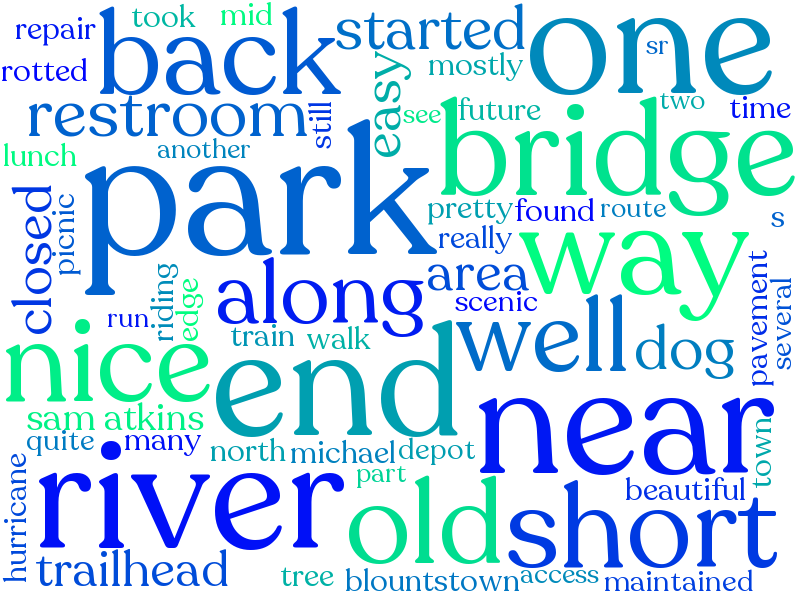 repair
took
mid
back
started
one
sr
rotted
mostly
restroom
still
easy
see
future
two
time
lunch
another
park
bridge
closed
picnic
pretty
found
route
s
really
way
along
area
scenic
riding
edge
run
train
walk
well
dog
pavement
several
nice
end
near
sam atkins
quite
many
north
michael
depot
town
hurricane
river
part
old
short
beautiful
trailhead
tree
blountstown
access
maintained